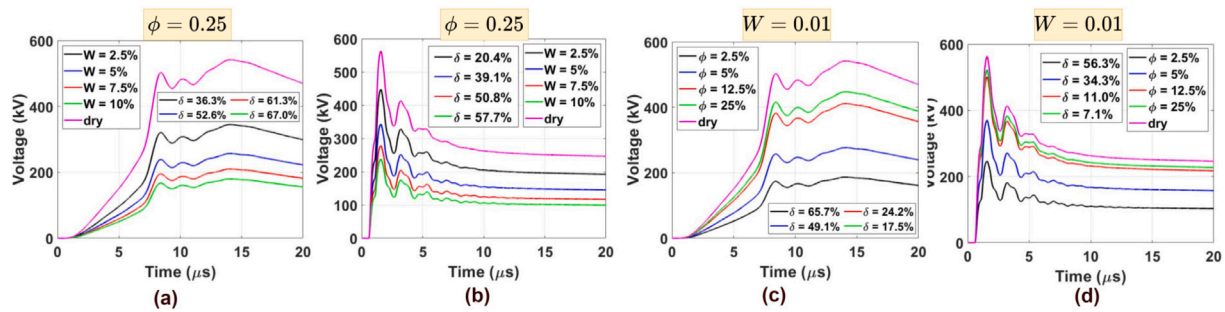 ϕ = 0.25
600
400
200
0
Voltage (kV)
W = 2.5%
W = 5%
W = 7.5%
W = 10%
dry
δ = 36.3%
δ = 61.3%
δ = 52.6%
δ = 67.0%
0 5 10 15 20
Time (μs)
(a)
ϕ = 0.25
600
500
400
300
200
100
0
Voltage (kV)
δ = 20.4%
δ = 39.1%
δ = 50.8%
δ = 57.7%
W = 2.5%
W = 5%
W = 7.5%
W = 10%
dry
0 5 10 15 20
Time (μs)
(b)
W = 0.01
600
400
200
0
Voltage (kV)
ϕ = 2.5%
ϕ = 5%
ϕ = 12.5%
ϕ = 25%
dry
δ = 65.7%
δ = 24.2%
δ = 49.1%
δ = 17.5%
0 5 10 15 20
Time (μs)
(c)
W = 0.01
600
400
200
0
Voltage (kV)
δ = 56.3%
δ = 34.3%
δ = 11.0%
δ = 7.1%
ϕ = 2.5%
ϕ = 5%
ϕ = 12.5%
ϕ = 25%
dry
0 5 10 15 20
Time (μs)
(d)